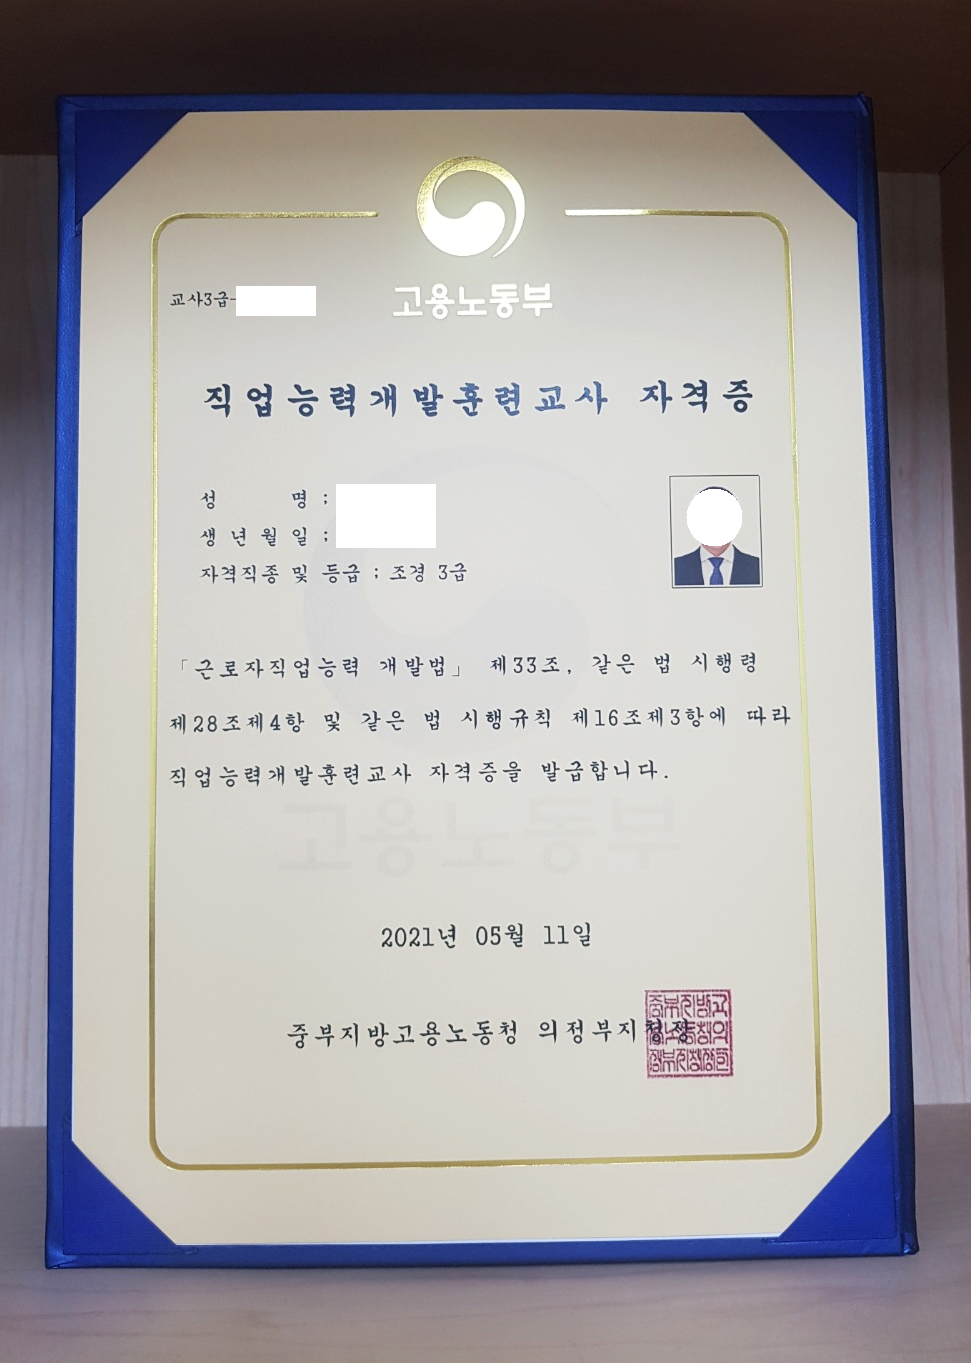 고용노동부
교사3급-
직업능력개발훈련교사 자격증
성 명 ;
생 년 월 일 ;
자격직종 및 등급 ; 조경 3급
「근로자직업능력 개발법」 제33조, 같은 법 시행령
제28조제4항 및 같은 법 시행규칙 제16조제3항에 따라
직업능력개발훈련교사 자격증을 발급합니다.
고용노동부
2021년 05월 11일
중부지방고용노동청 의정부지청장